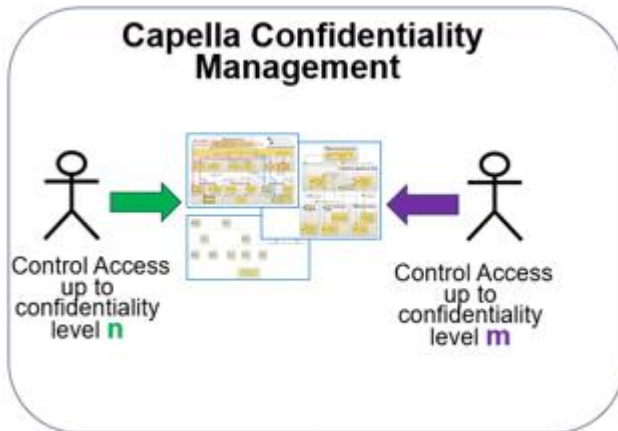 Capella Confidentiality
Management
Control Access
up to
confidentiality
level n
Control Access
up to
confidentiality
level m